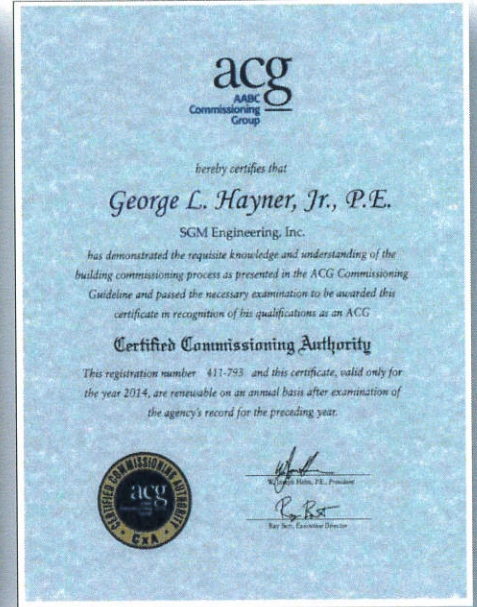 acg
AABC
Commissioning
Group
hereby certifies that
George L. Hayner, Jr., P.E.
SGM Engineering, Inc.
has demonstrated the requisite knowledge and understanding of the
building commissioning process as presented in the ACG Commissioning
Guideline and passed the necessary examination to be awarded this
certificate in recognition of his qualifications as an ACG
Certified Commissioning Authority
This registration number 411-793 and this certificate, valid only for
the year 2014, are renewable on an annual basis after examination of
the agency's record for the preceding year.
CERTIFIED COMMISSIONING AUTHORITY
acg
CxA
W. Joseph Helm, P.E., President
Ray Bert, Executive Director